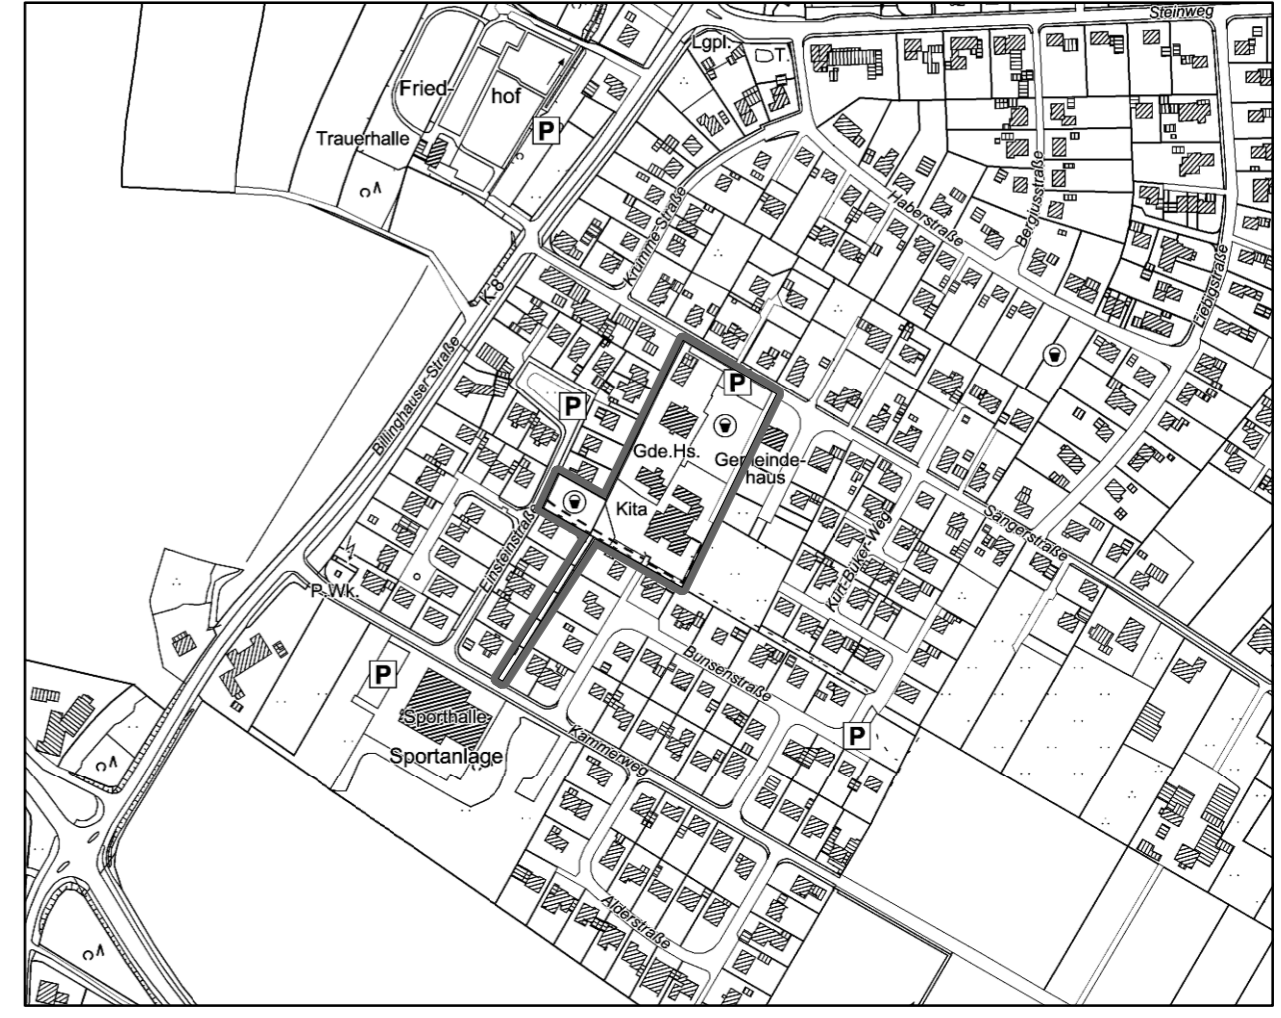 Steinweg
Lgpl.
T.
Fried-
hof
P
Trauerhalle
Krumme-Straße
Haberstraße
Bergiusstraße
Liebigstraße
K 8
Billinghauser-Straße
P
P
Gde.Hs.
Gemeinde-
haus
Kita
Einsteinstraße
Sängerstraße
Kurt-Buker-Weg
P.Wk.
P
Bunsenstraße
Sporthalle
Sportanlage
P
Kammerweg
Alderstraße